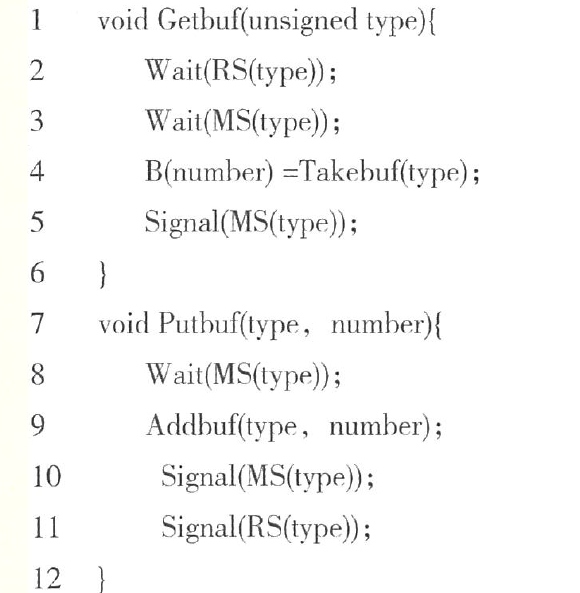 1 void Getbuf(unsigned type){
2 Wait(RS(type));
3 Wait(MS(type));
4 B(number) =Takebuf(type);
5 Signal(MS(type));
6 }
7 void Putbuf(type, number){
8 Wait(MS(type));
9 Addbuf(type, number);
10 Signal(MS(type));
11 Signal(RS(type));
12 }